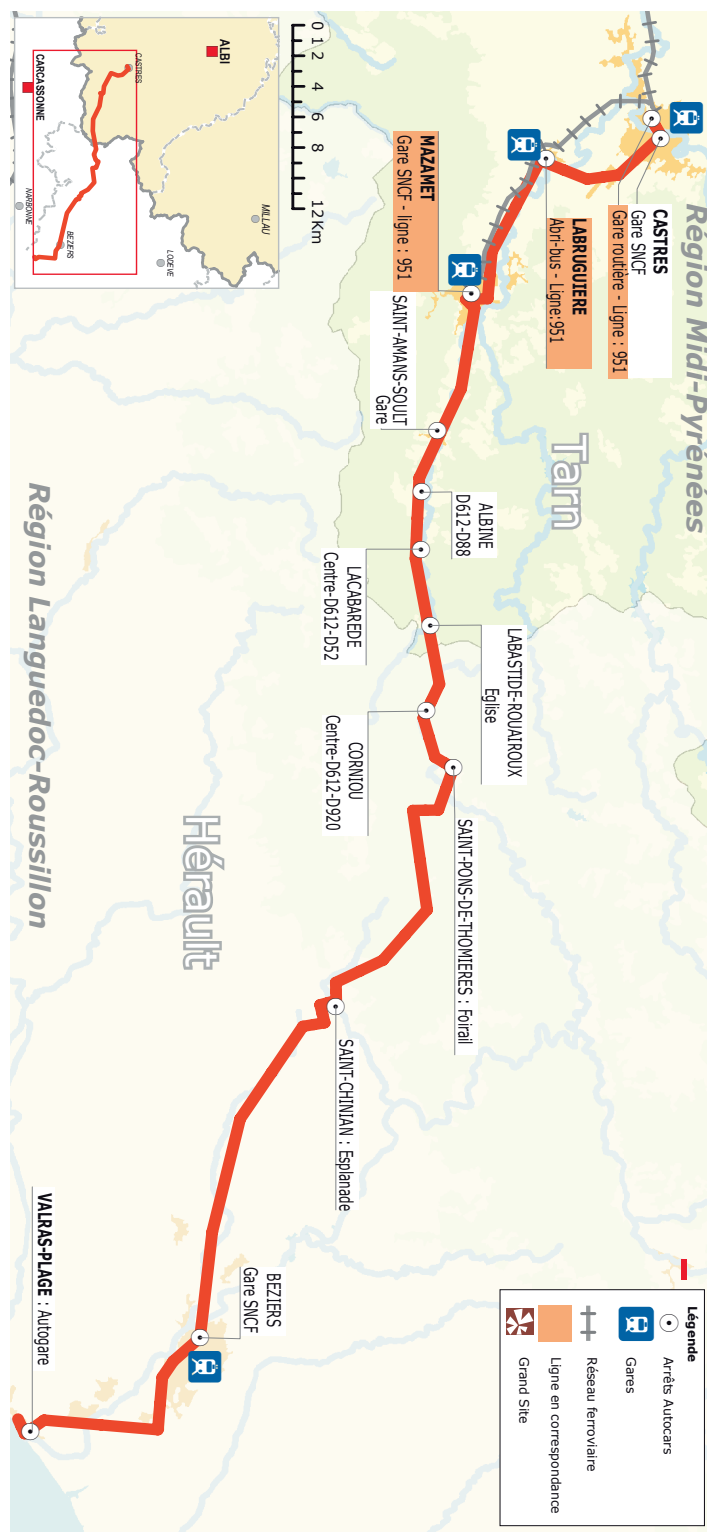 Région Midi-Pyrénées
CASTRES
Gare SNCF
Gare routière - Ligne : 951
LABRUGUIERE
Abri-bus - Ligne:951
MAZAMET
Gare SNCF - ligne : 951
Tarn
SAINT-AMANS-SOULT
Gare
ALBINE
D612-D88
LACABAREDE
Centre-D612-D52
LABASTIDE-ROUAIROUX
Eglise
CORNIOU
Centre-D612-D920
SAINT-PONS-DE-THOMIERES : Foirail
SAINT-CHINIAN : Esplanade
Hérault
Région Languedoc-Roussillon
BEZIERS
Gare SNCF
VALRAS-PLAGE : Autogare
0 1 2 4 6 8 12Km
ALBI
CASTRES
CARCASSONNE
MILLAU
LODEVE
BEZIERS
NARBONNE
Légende
Arrêts Autocars
Gares
Réseau ferroviaire
Ligne en correspondance
Grand Site